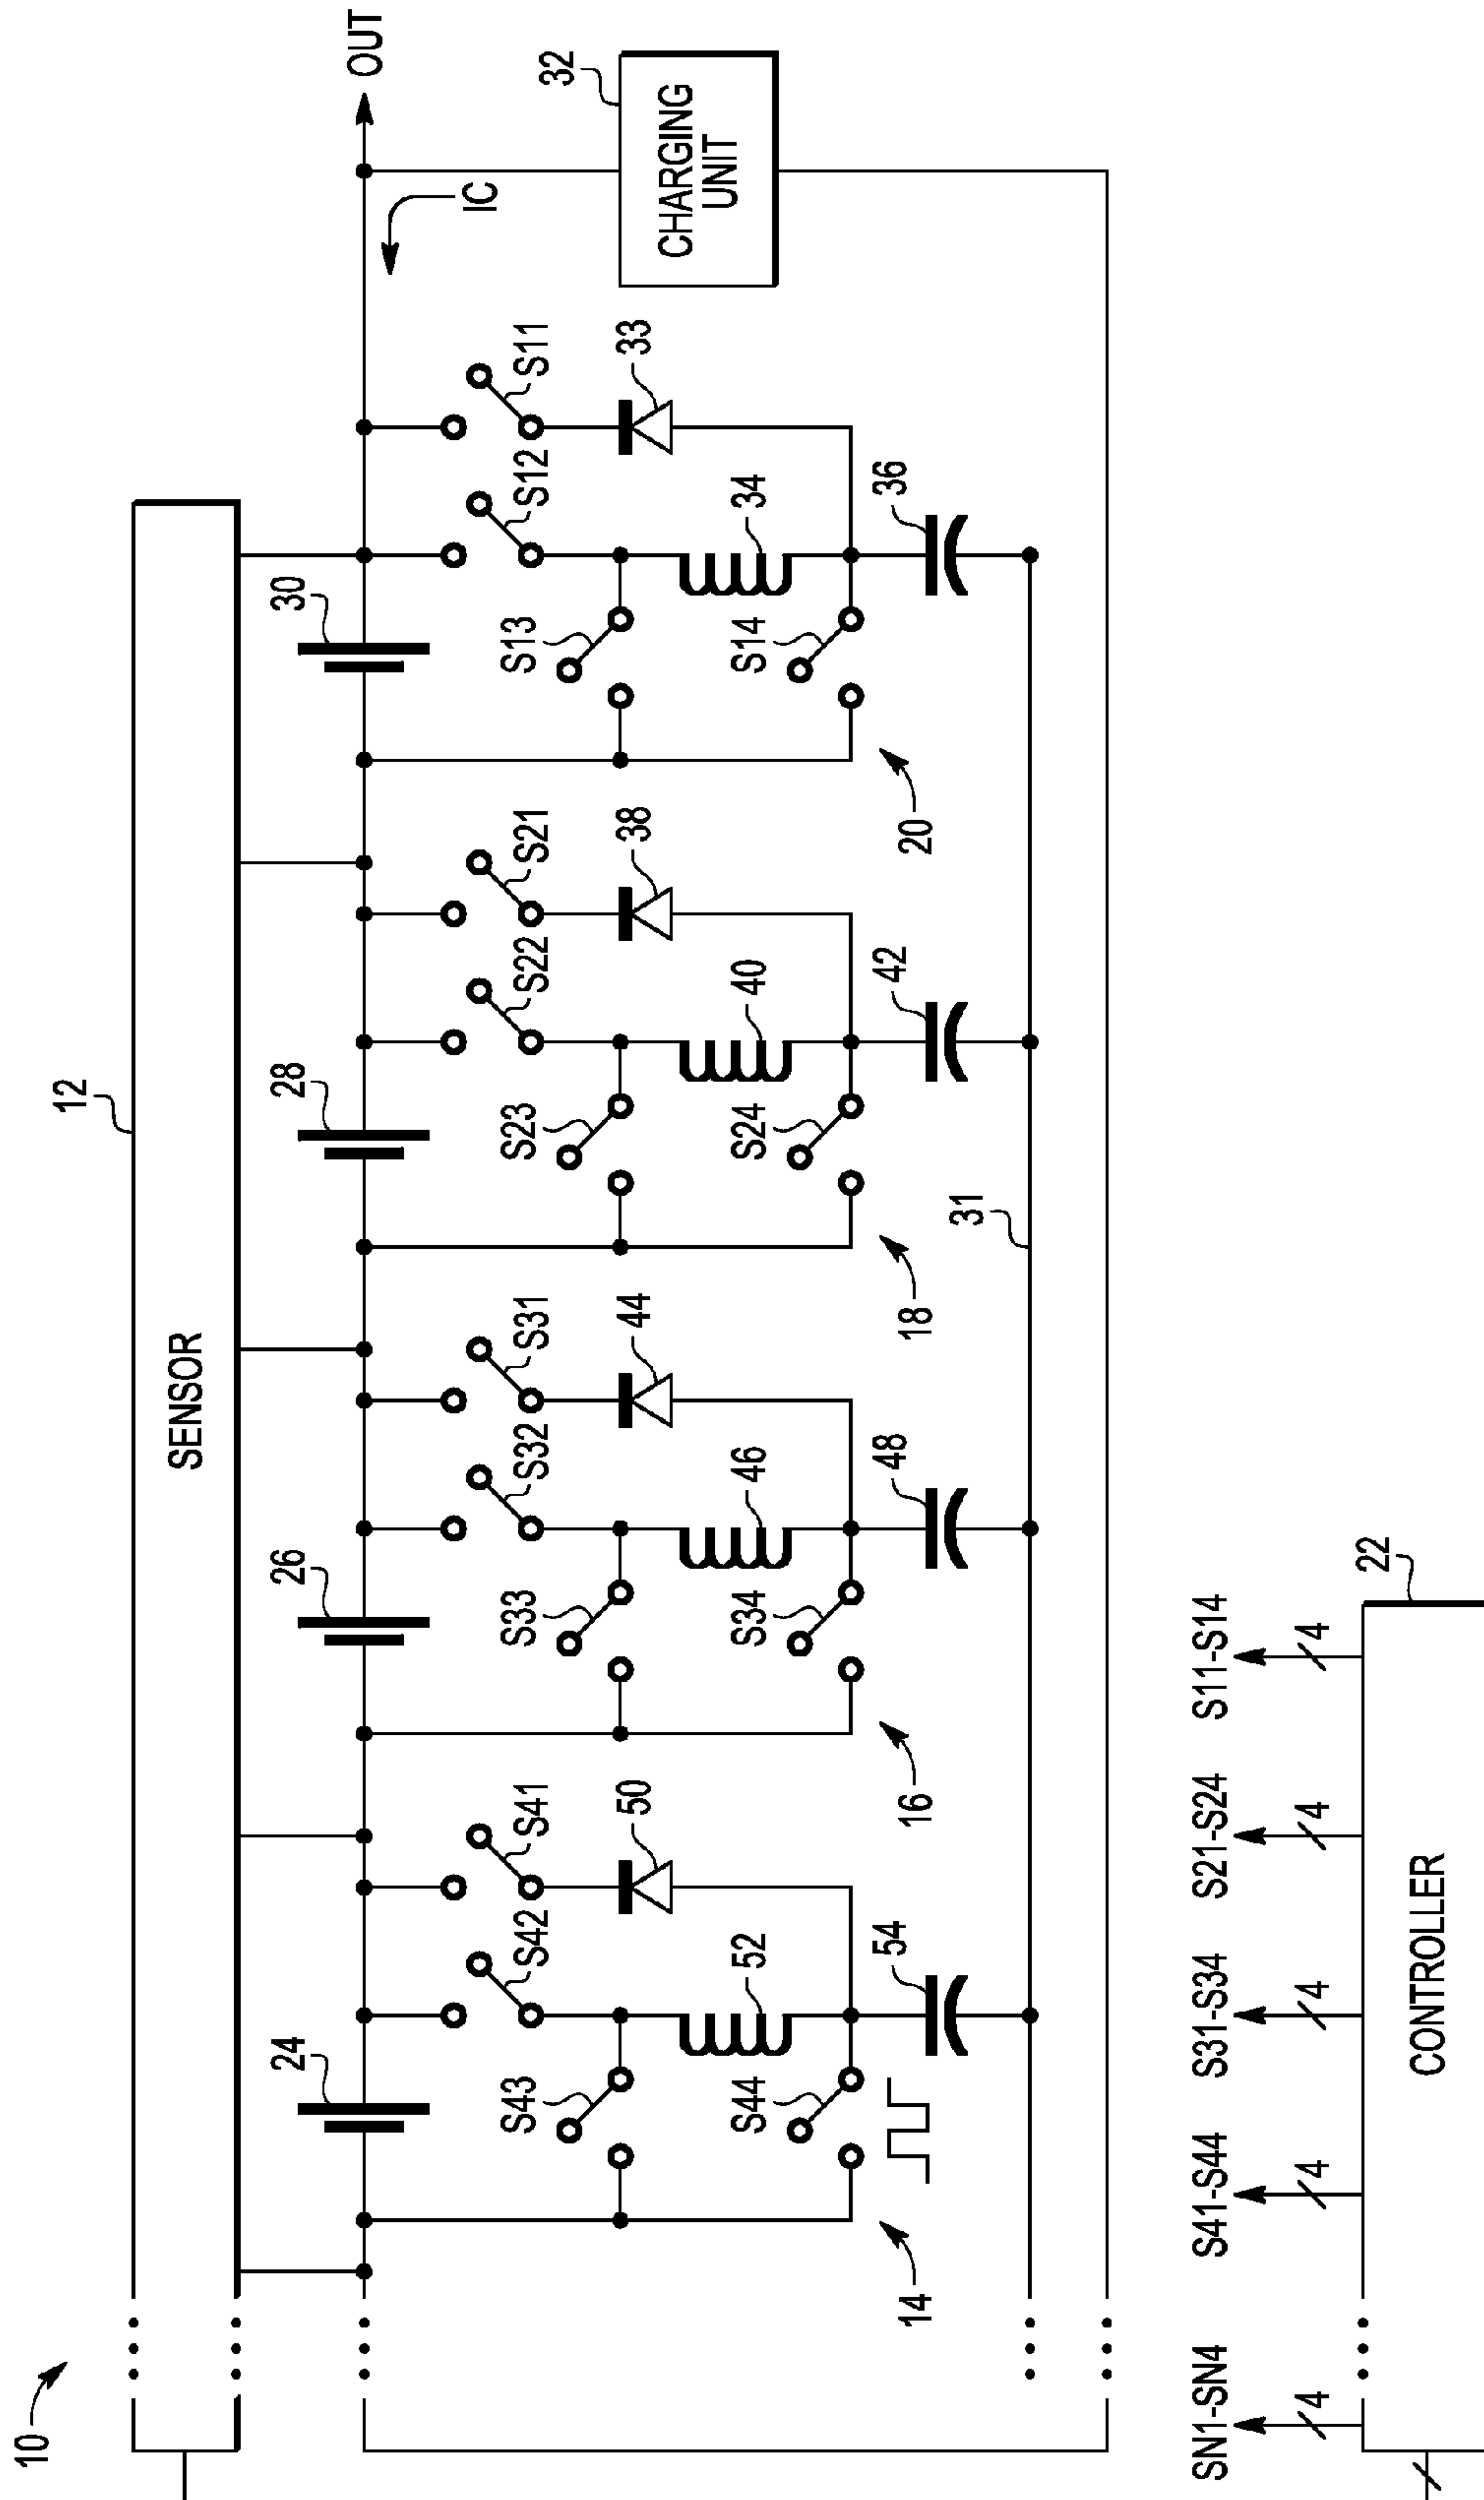 10
12
SENSOR
24
26
28
30
OUT
IC
S42
S41
S32
S31
S22
S21
S12
S11
S43
S33
S23
S13
50
44
38
33
32
CHARGING
UNIT
S44
52
S34
46
S24
40
S14
34
54
48
42
36
14
16
18
20
31
SN1-SN4
S41-S44
S31-S34
S21-S24
S11-S14
4
4
4
4
4
22
CONTROLLER